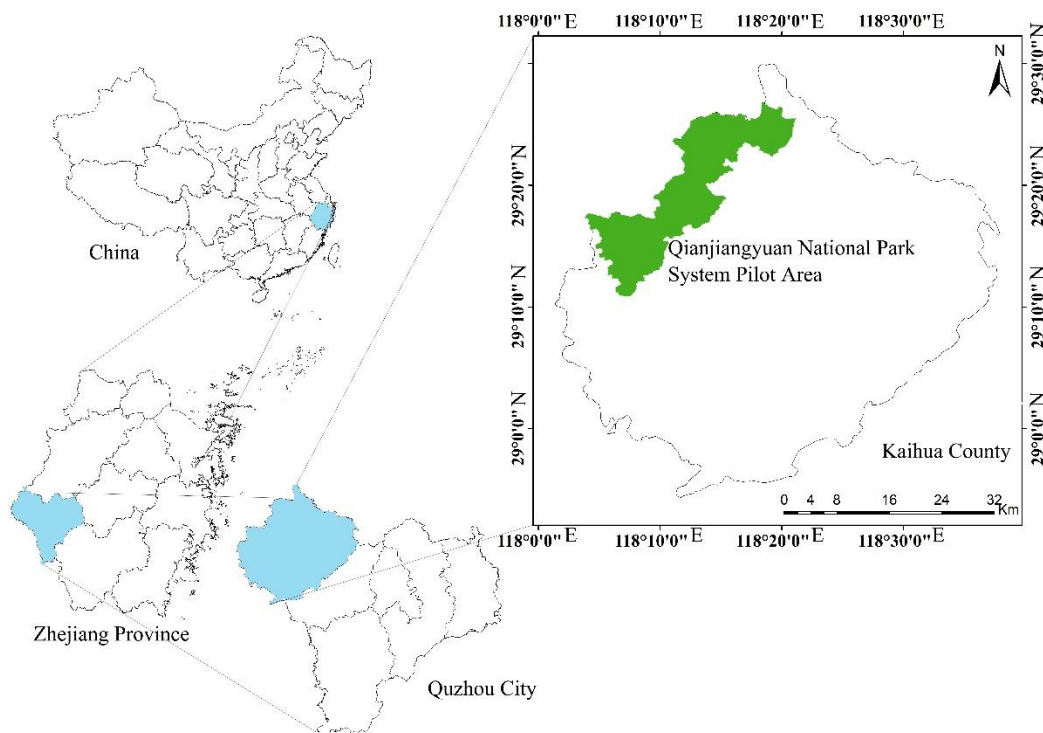 118°0'0"E 118°10'0"E 118°20'0"E 118°30'0"E
N
29°30'0"N
29°20'0"N
29°10'0"N
29°0'0"N
China
Qianjiangyuan National Park
System Pilot Area
Kaihua County
0 4 8 16 24 32
Km
118°0'0"E 118°10'0"E 118°20'0"E 118°30'0"E
29°30'0"N
29°20'0"N
29°10'0"N
29°0'0"N
Zhejiang Province
Quzhou City